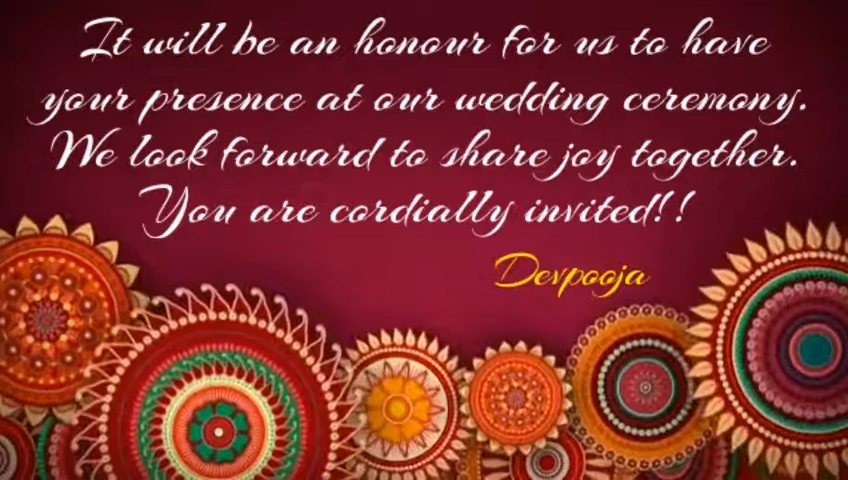 It will be an honour for us to have
your presence at our wedding ceremony.
We look forward to share joy together.
You are cordially invited!!
Devpooja